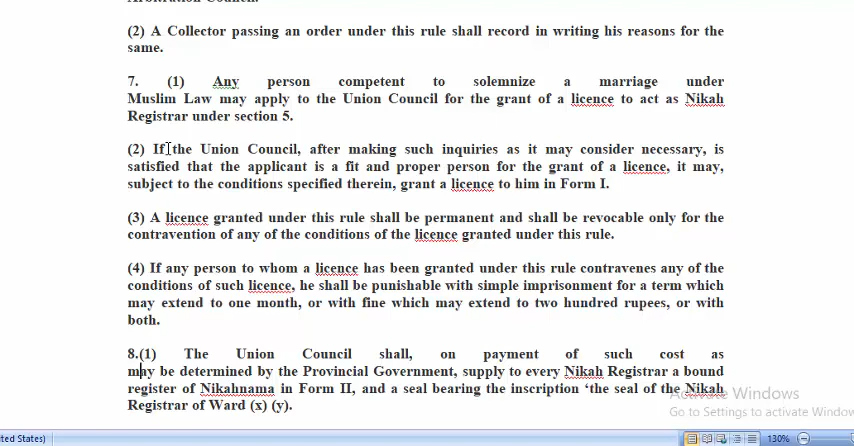 Arbitration Council.
(2) A Collector passing an order under this rule shall record in writing his reasons for the
same.
7. (1) Any person competent to solemnize a marriage under
Muslim Law may apply to the Union Council for the grant of a licence to act as Nikah
Registrar under section 5.
(2) If the Union Council, after making such inquiries as it may consider necessary, is
satisfied that the applicant is a fit and proper person for the grant of a licence, it may,
subject to the conditions specified therein, grant a licence to him in Form I.
(3) A licence granted under this rule shall be permanent and shall be revocable only for the
contravention of any of the conditions of the licence granted under this rule.
(4) If any person to whom a licence has been granted under this rule contravenes any of the
conditions of such licence, he shall be punishable with simple imprisonment for a term which
may extend to one month, or with fine which may extend to two hundred rupees, or with
both.
8.(1) The Union Council shall, on payment of such cost as
may be determined by the Provincial Government, supply to every Nikah Registrar a bound
register of Nikahnama in Form II, and a seal bearing the inscription ‘the seal of the Nikah
Registrar of Ward (x) (y).
Activate Windows
Go to Settings to activate Window
ted States)
130%